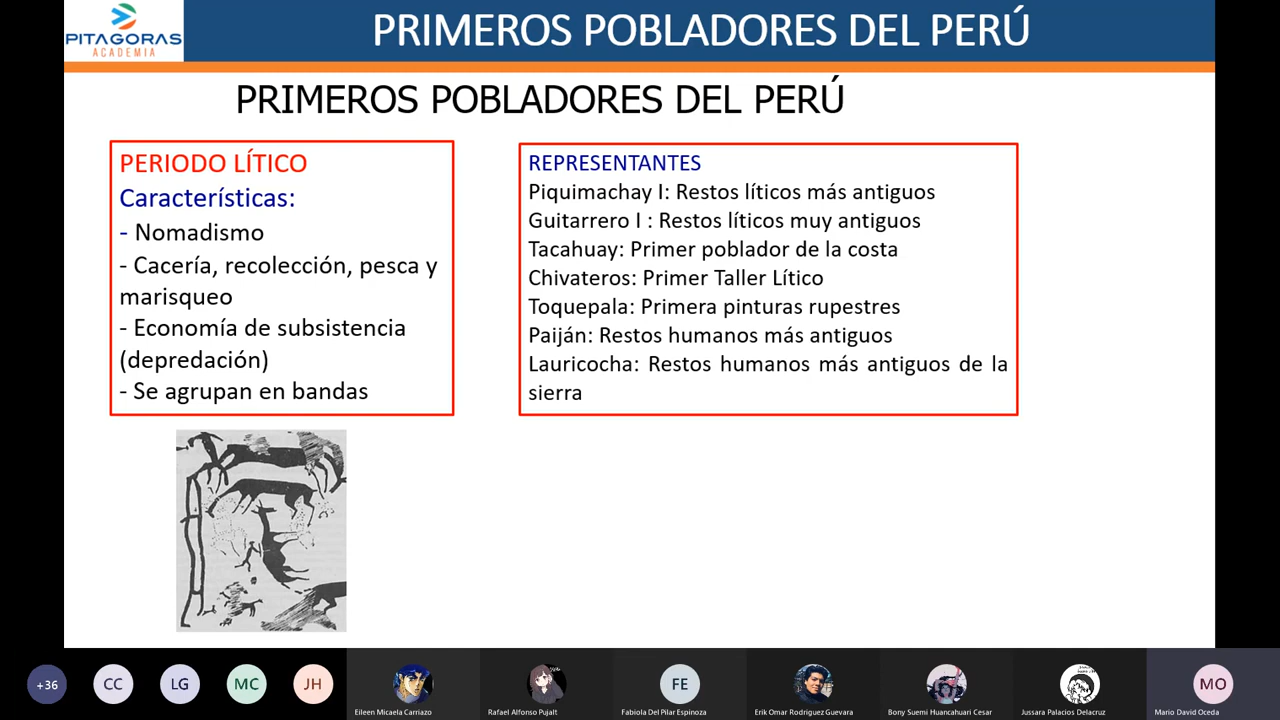 PITAGORAS
ACADEMIA
PRIMEROS POBLADORES DEL PERÚ
PRIMEROS POBLADORES DEL PERÚ
PERIODO LÍTICO
Características:
- Nomadismo
- Cacería, recolección, pesca y
marisqueo
- Economía de subsistencia
(depredación)
- Se agrupan en bandas
REPRESENTANTES
Piquimachay I: Restos líticos más antiguos
Guitarrero I : Restos líticos muy antiguos
Tacahuay: Primer poblador de la costa
Chivateros: Primer Taller Lítico
Toquepala: Primera pinturas rupestres
Paiján: Restos humanos más antiguos
Lauricocha: Restos humanos más antiguos de la
sierra
+36
CC
LG
MC
JH
Eileen Micaela Carriazo
Rafael Alfonso Pujalt
FE
Fabiola Del Pilar Espinoza
Erik Omar Rodriguez Guevara
Bony Suemi Huancahuari Cesar
Jussara Palacios Delacruz
MO
Mario David Oceda